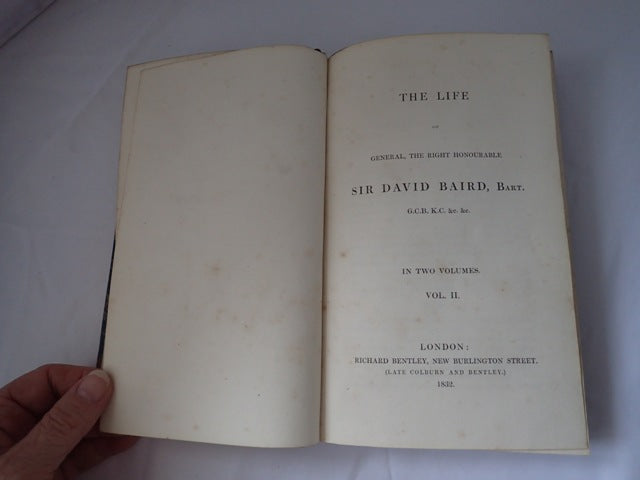 THE LIFE
OF
GENERAL, THE RIGHT HONOURABLE
SIR DAVID BAIRD, BART.
G.C.B. K.C. &c. &c.
IN TWO VOLUMES.
VOL. II.
LONDON:
RICHARD BENTLEY, NEW BURLINGTON STREET.
(LATE COLBURN AND BENTLEY.)
1832.